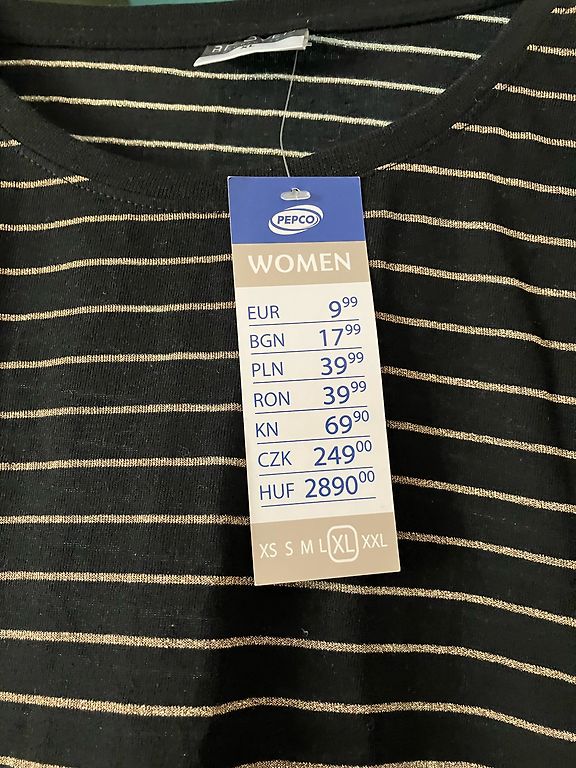 PEPCO
WOMEN
EUR 9⁹⁹
BGN 17⁹⁹
PLN 39⁹⁹
RON 39⁹⁹
KN 69⁹⁰
CZK 249⁰⁰
HUF 2890⁰⁰
XS S M L XL XXL